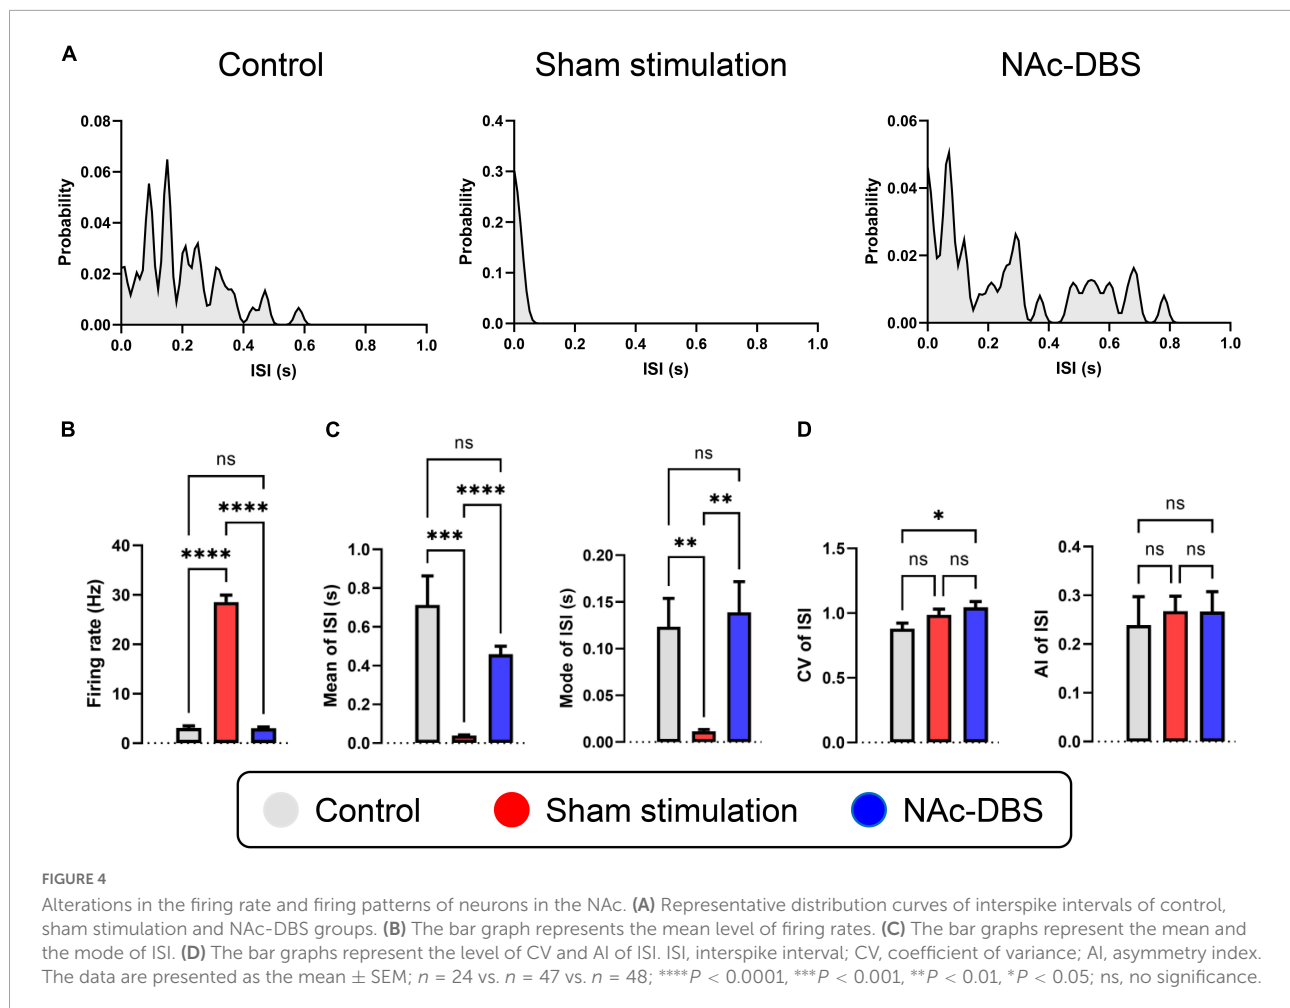 A
Control
Sham stimulation
NAc-DBS
0.08
0.06
0.04
0.02
0.00
Probability
0.0 0.2 0.4 0.6 0.8 1.0
ISI (s)
0.4
0.3
0.2
0.1
0.0
Probability
0.0 0.2 0.4 0.6 0.8 1.0
ISI (s)
0.06
0.04
0.02
0.00
Probability
0.0 0.2 0.4 0.6 0.8 1.0
ISI (s)
B
ns
****
****
40
30
20
10
0
Firing rate (Hz)
C
ns
****
***
1.0
0.8
0.6
0.4
0.2
0.0
Mean of ISI (s)
ns
**
**
0.20
0.15
0.10
0.05
0.00
Mode of ISI (s)
D
*
ns ns
1.5
1.0
0.5
0.0
CV of ISI
ns
ns ns
0.4
0.3
0.2
0.1
0.0
AI of ISI
Control Sham stimulation NAc-DBS
FIGURE 4
Alterations in the firing rate and firing patterns of neurons in the NAc. (A) Representative distribution curves of interspike intervals of control,
sham stimulation and NAc-DBS groups. (B) The bar graph represents the mean level of firing rates. (C) The bar graphs represent the mean and
the mode of ISI. (D) The bar graphs represent the level of CV and AI of ISI. ISI, interspike interval; CV, coefficient of variance; AI, asymmetry index.
The data are presented as the mean ± SEM; n = 24 vs. n = 47 vs. n = 48; ****P < 0.0001, ***P < 0.001, **P < 0.01, *P < 0.05; ns, no significance.